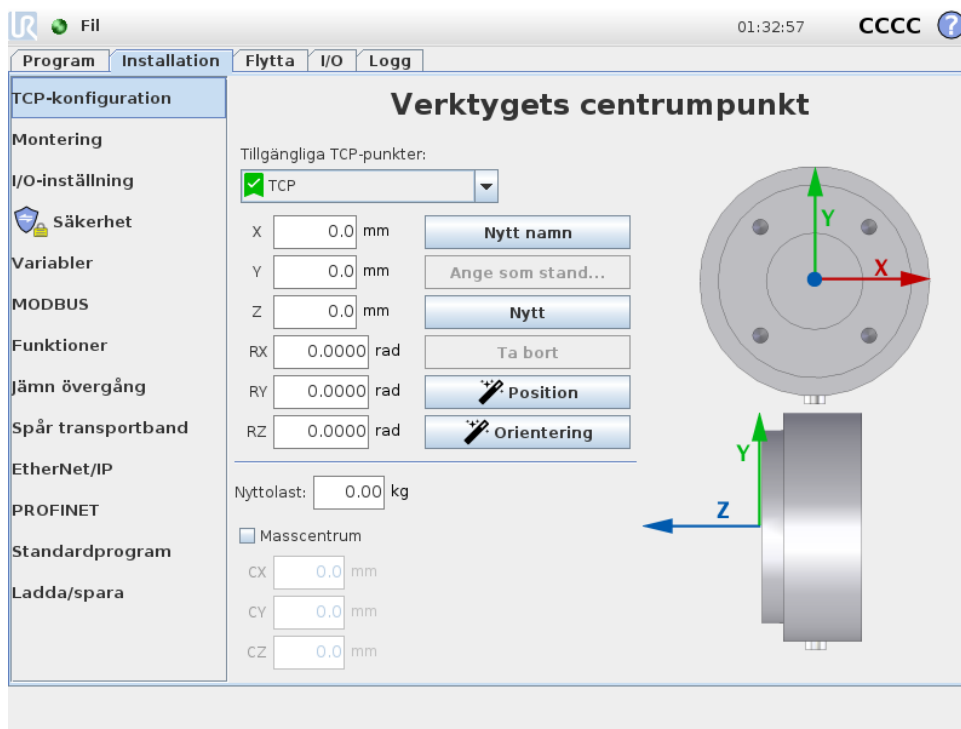 UR Fil 01:32:57 CCCC ?
Program Installation Flytta I/O Logg
TCP-konfiguration
Montering
I/O-inställning
Säkerhet
Variabler
MODBUS
Funktioner
Jämn övergång
Spår transportband
EtherNet/IP
PROFINET
Standardprogram
Ladda/spara
Verktygets centrumpunkt
Tillgängliga TCP-punkter:
TCP
X 0.0 mm Nytt namn
Y 0.0 mm Ange som stand...
Z 0.0 mm Nytt
RX 0.0000 rad Ta bort
RY 0.0000 rad Position
RZ 0.0000 rad Orientering
Nyttolast: 0.00 kg
Masscentrum
CX 0.0 mm
CY 0.0 mm
CZ 0.0 mm
Y
X
Y
Z